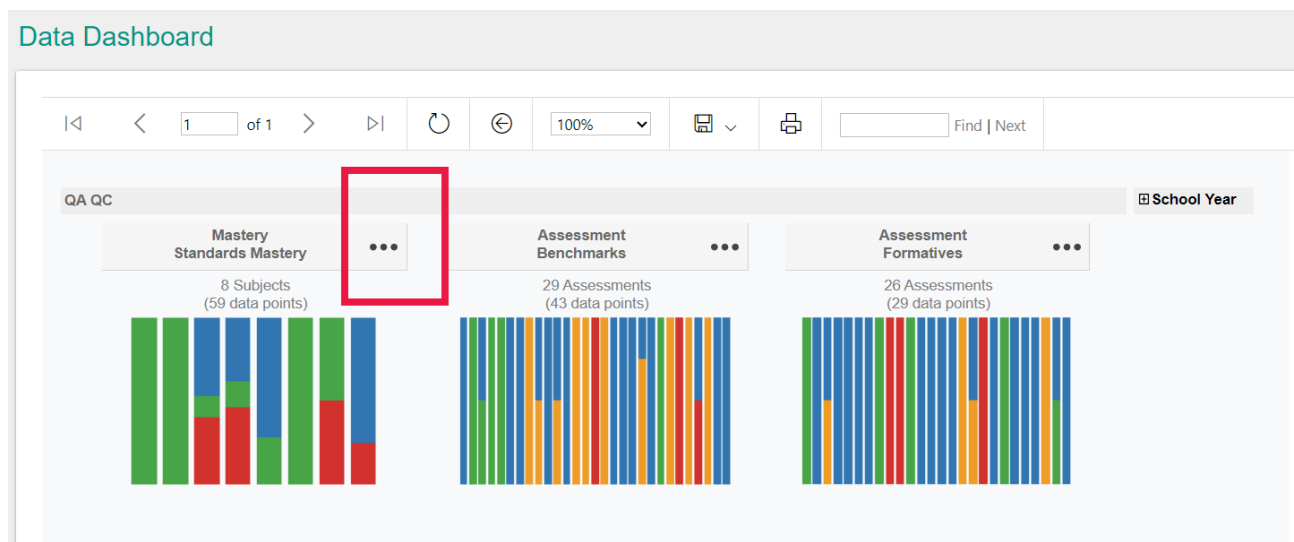 Data Dashboard
1 of 1
100%
Find | Next
QA QC
School Year
Mastery
Standards Mastery
8 Subjects
(59 data points)
Assessment
Benchmarks
29 Assessments
(43 data points)
Assessment
Formatives
26 Assessments
(29 data points)